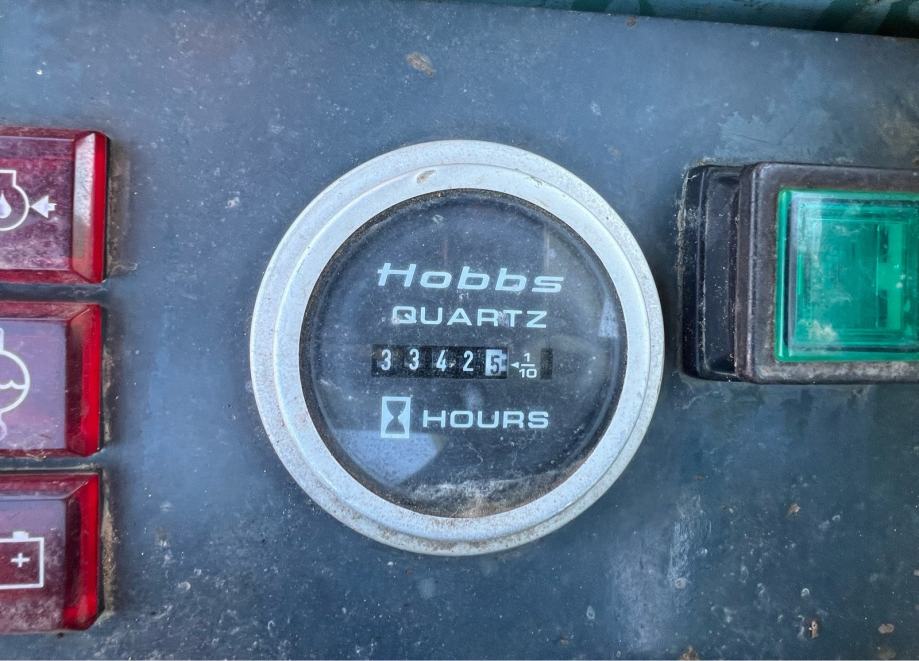 Hobbs
QUARTZ
33425 1/10
HOURS
+